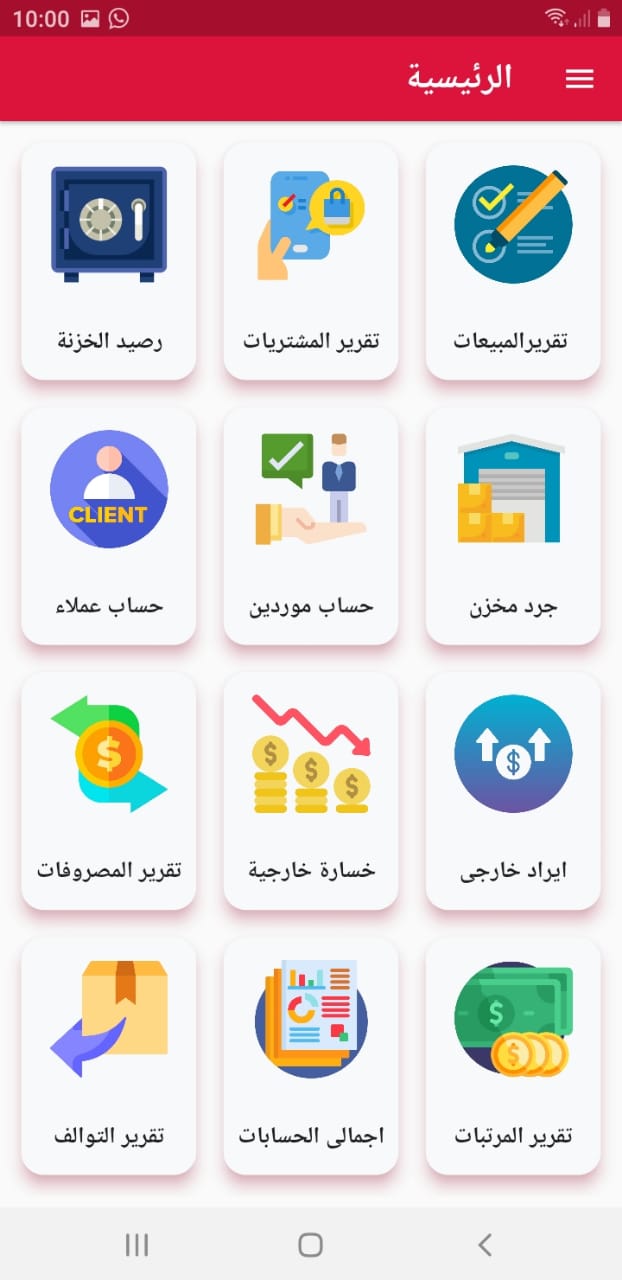 10:00
الرئيسية
تقريرالمبيعات
تقرير المشتريات
رصيد الخزنة
جرد مخزن
حساب موردين
CLIENT
حساب عملاء
ايراد خارجى
خسارة خارجية
تقرير المصروفات
تقرير المرتبات
اجمالى الحسابات
تقرير التوالف